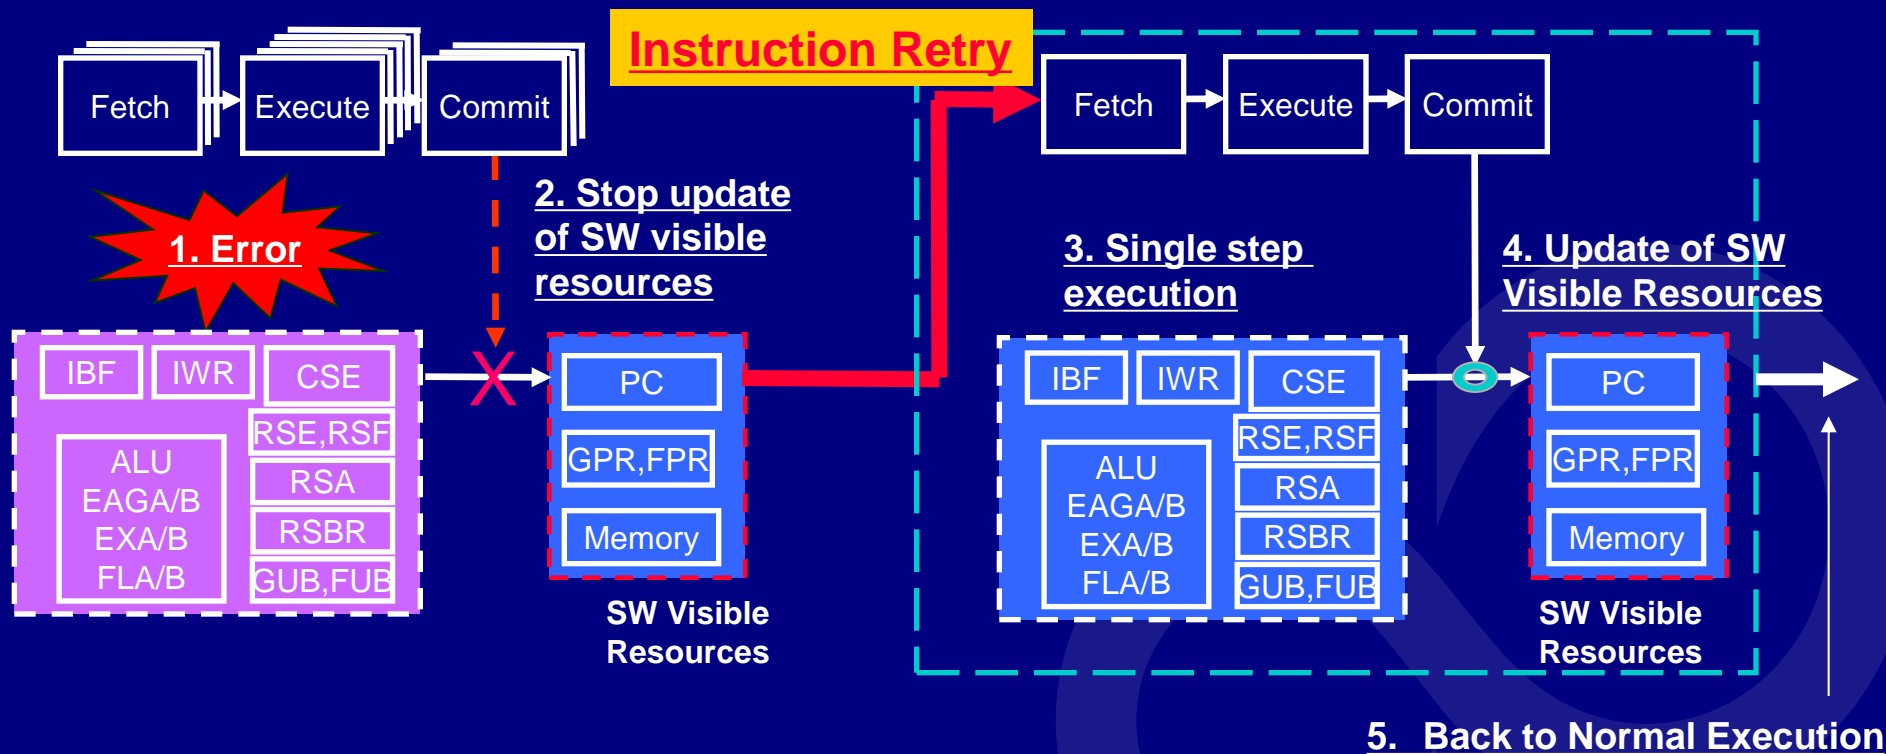 Instruction Retry
Fetch
Execute
Commit
1. Error
2. Stop update
of SW visible
resources
IBF
IWR
CSE
RSE,RSF
RSA
RSBR
GUB,FUB
ALU
EAGA/B
EXA/B
FLA/B
PC
GPR,FPR
Memory
SW Visible
Resources
Fetch
Execute
Commit
3. Single step
execution
4. Update of SW
Visible Resources
IBF
IWR
CSE
RSE,RSF
RSA
RSBR
GUB,FUB
ALU
EAGA/B
EXA/B
FLA/B
PC
GPR,FPR
Memory
SW Visible
Resources
5. Back to Normal Execution